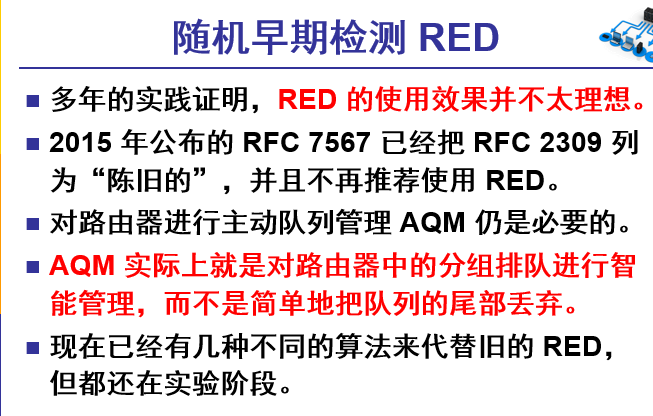 随机早期检测 RED
多年的实践证明，RED 的使用效果并不太理想。
2015 年公布的 RFC 7567 已经把 RFC 2309 列
为“陈旧的”，并且不再推荐使用 RED。
对路由器进行主动队列管理 AQM 仍是必要的。
AQM 实际上就是对路由器中的分组排队进行智
能管理，而不是简单地把队列的尾部丢弃。
现在已经有几种不同的算法来代替旧的 RED，
但都还在实验阶段。